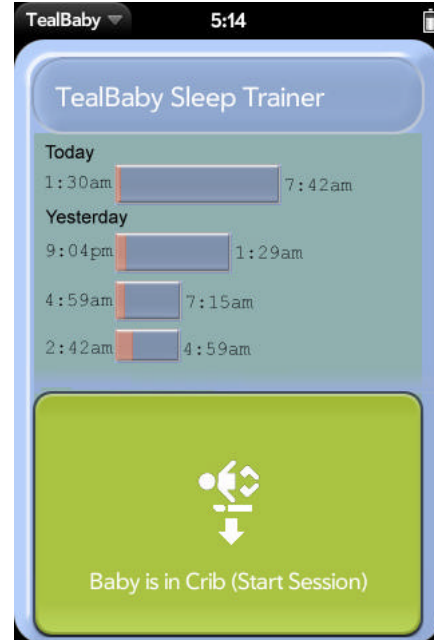 TealBaby 5:14
TealBaby Sleep Trainer
Today
1:30am 7:42am
Yesterday
9:04pm 1:29am
4:59am 7:15am
2:42am 4:59am
Baby is in Crib (Start Session)